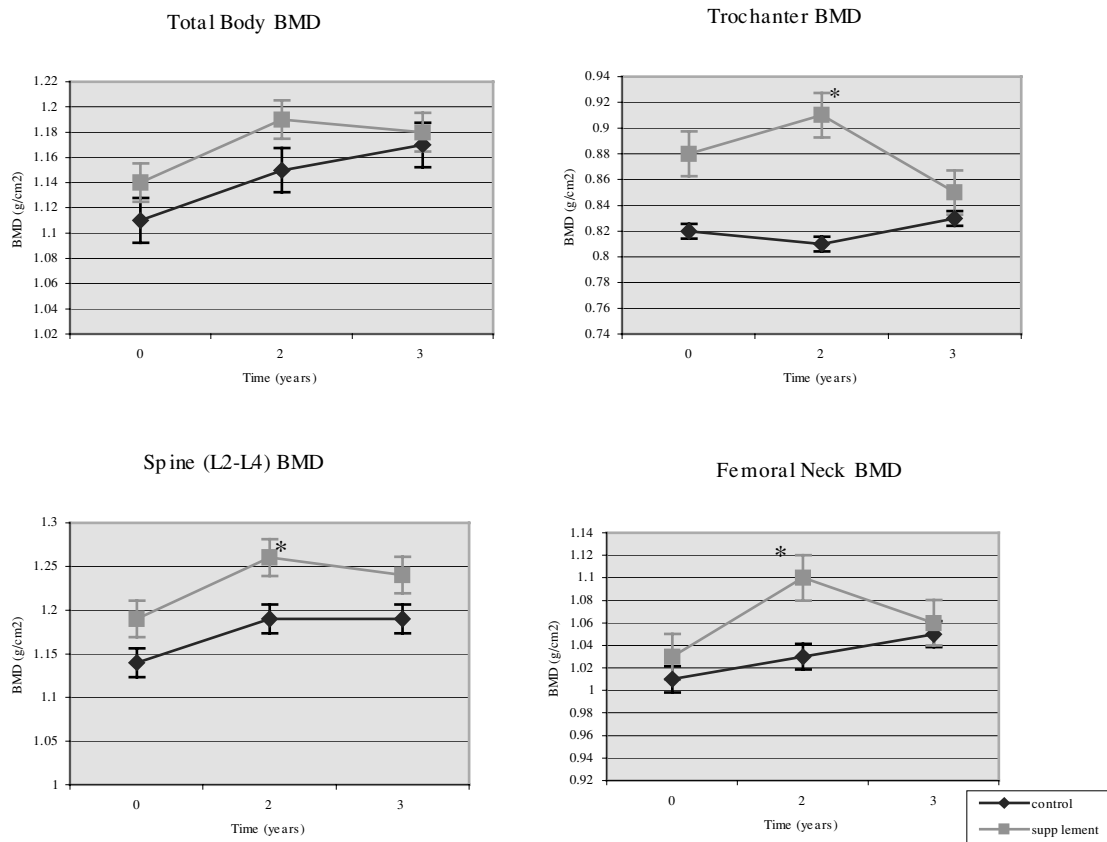 Total Body BMD
BMD (g/cm2)
1.22
1.2
1.18
1.16
1.14
1.12
1.1
1.08
1.06
1.04
1.02
0 2 3
Time (years)
Trochanter BMD
BMD (g/cm2)
0.94
0.92
0.9
0.88
0.86
0.84
0.82
0.8
0.78
0.76
0.74
*
0 2 3
Time (years)
Spine (L2-L4) BMD
BMD (g/cm2)
1.3
1.25
1.2
1.15
1.1
1.05
1
*
0 2 3
Time (years)
Femoral Neck BMD
BMD (g/cm2)
1.14
1.12
1.1
1.08
1.06
1.04
1.02
1
0.98
0.96
0.94
0.92
*
0 2 3
Time (years)
control
supp lement